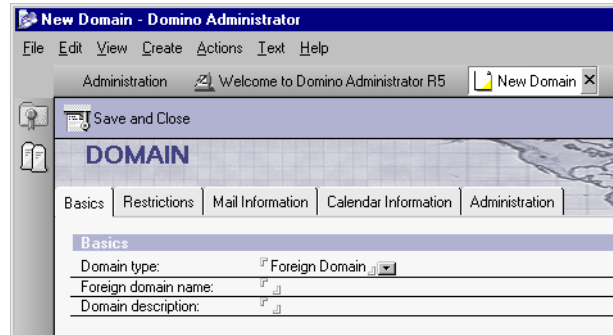 New Domain - Domino Administrator
File Edit View Create Actions Text Help
Administration Welcome to Domino Administrator R5 New Domain
Save and Close
DOMAIN
Basics Restrictions Mail Information Calendar Information Administration
Basics
Domain type: Foreign Domain
Foreign domain name:
Domain description: